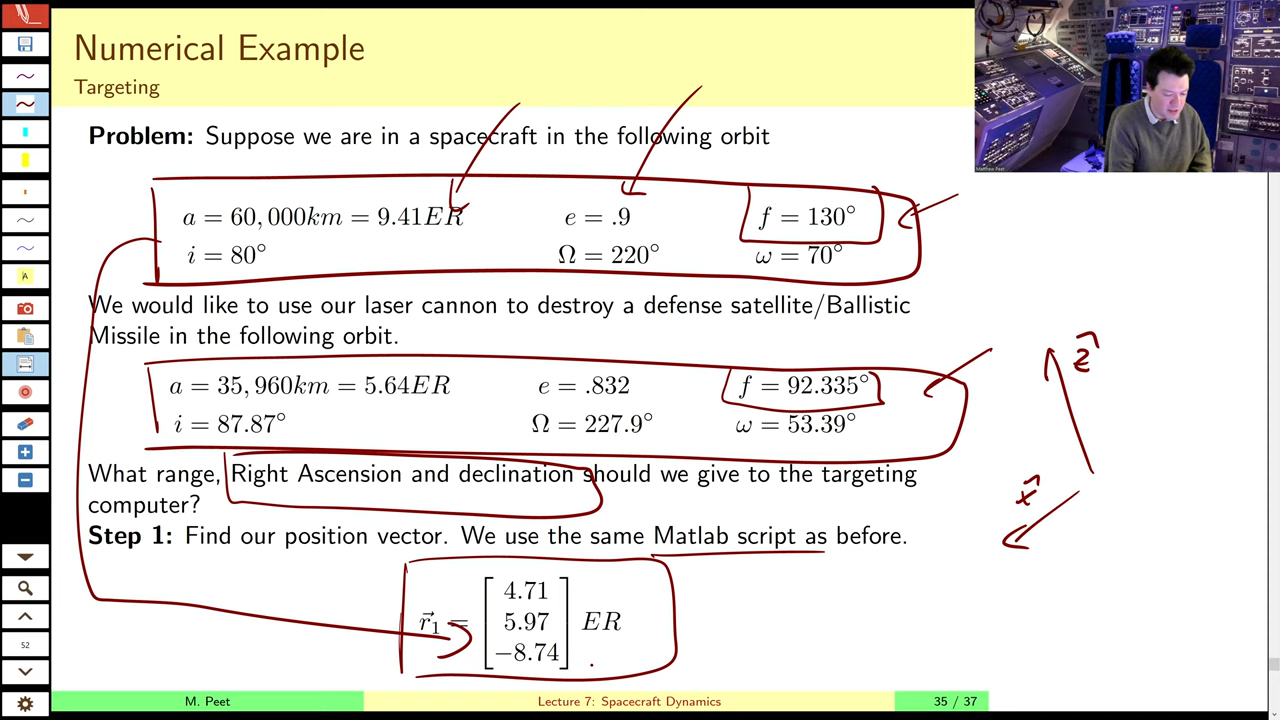 Numerical Example
Targeting
Problem: Suppose we are in a spacecraft in the following orbit
a = 60,000km = 9.41ER e = .9 f = 130°
i = 80° Ω = 220° ω = 70°
We would like to use our laser cannon to destroy a defense satellite/Ballistic
Missile in the following orbit.
a = 35,960km = 5.64ER e = .832 f = 92.335°
i = 87.87° Ω = 227.9° ω = 53.39°
What range, Right Ascension and declination should we give to the targeting
computer?
Step 1: Find our position vector. We use the same Matlab script as before.
r⃗₁ = [4.71
5.97
−8.74] ER
ẑ
x̂
Matthew Peet
52
M. Peet Lecture 7: Spacecraft Dynamics 35 / 37